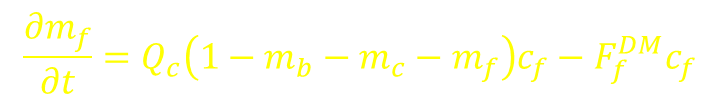 ∂m_f/∂t = Q_c(1 − m_b − m_c − m_f)c_f − F_f^{DM} c_f